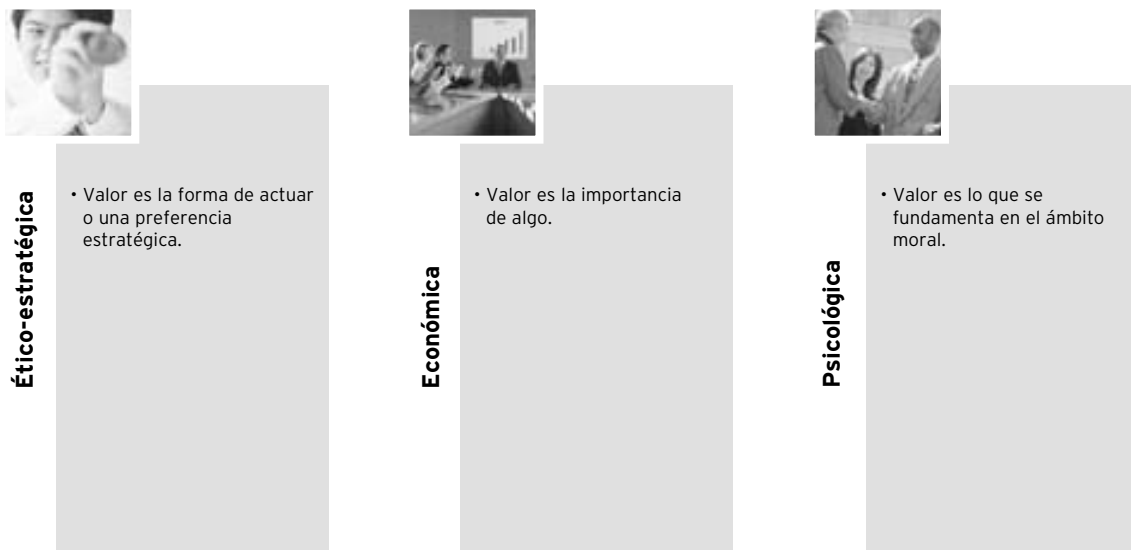 Ético-estratégica
• Valor es la forma de actuar
o una preferencia
estratégica.
Económica
• Valor es la importancia
de algo.
Psicológica
• Valor es lo que se
fundamenta en el ámbito
moral.